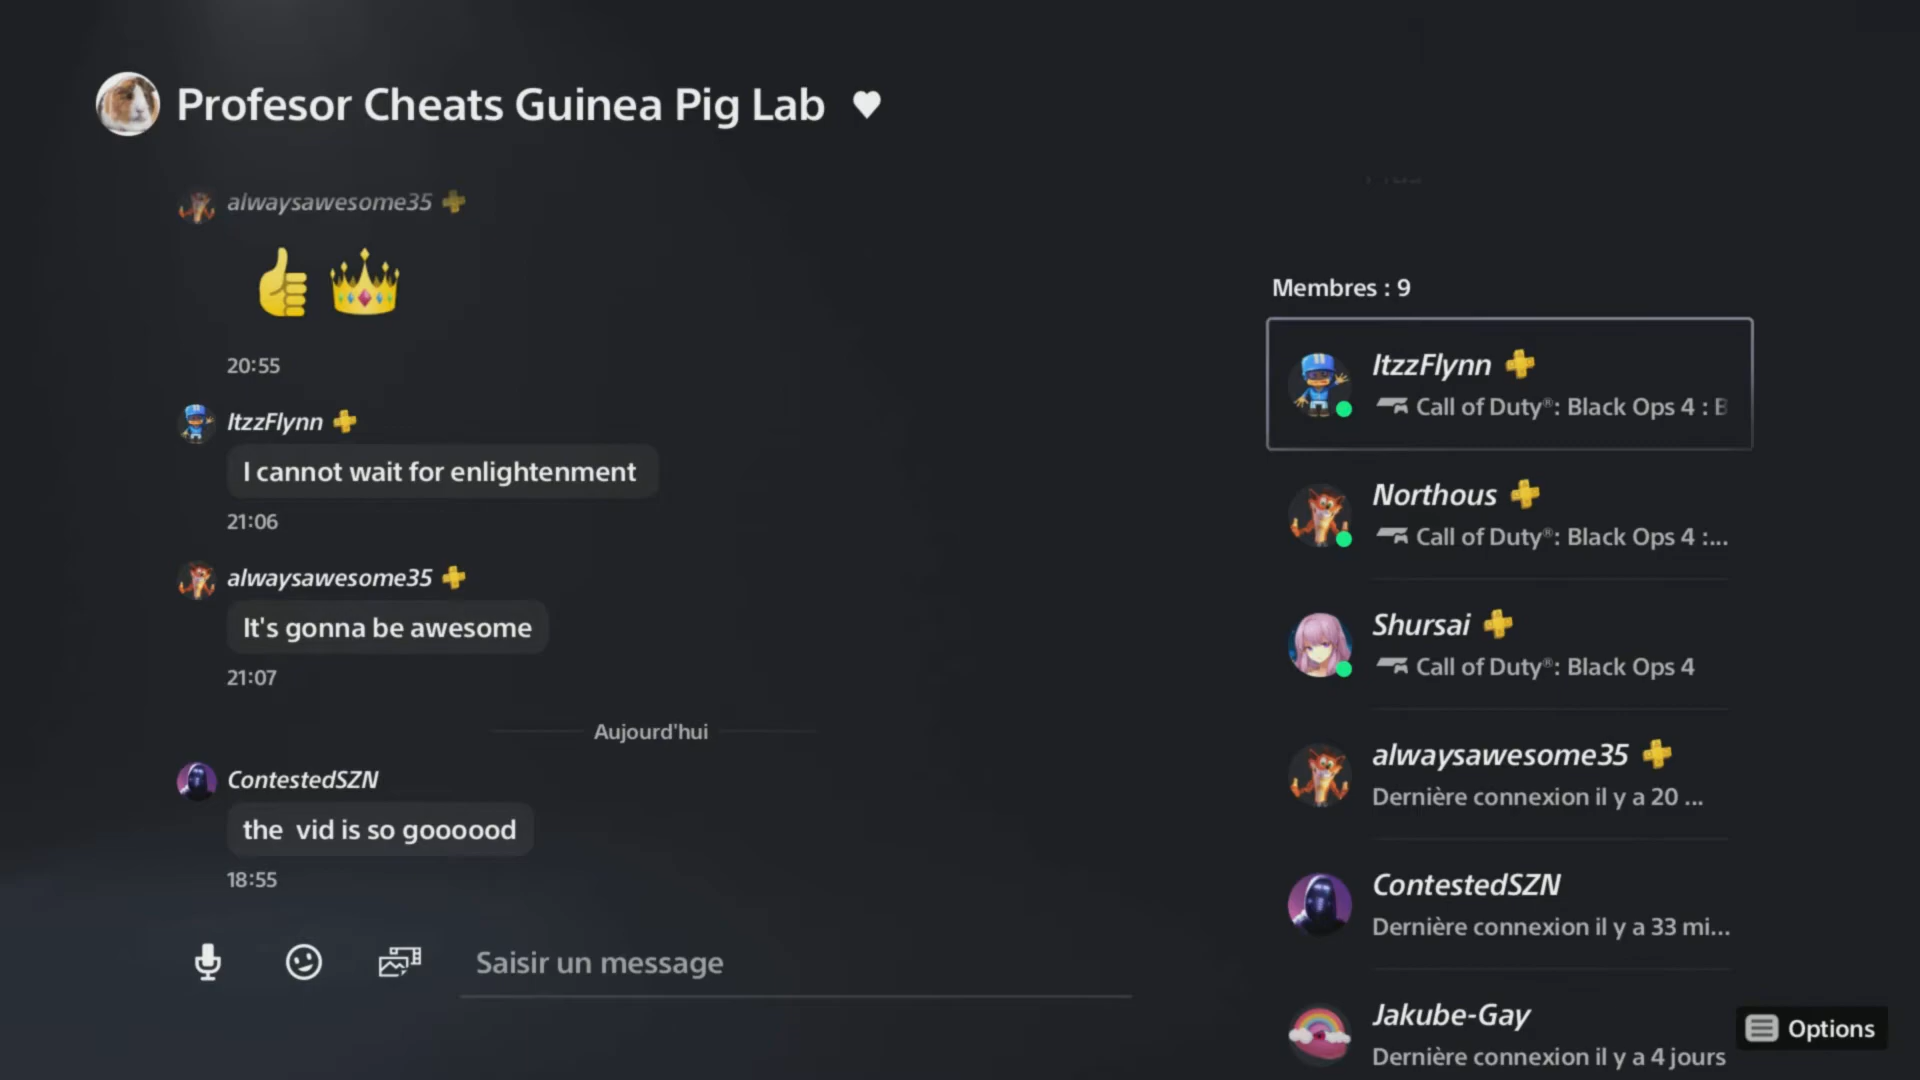 Profesor Cheats Guinea Pig Lab
alwaysawesome35
20:55
ItzzFlynn
I cannot wait for enlightenment
21:06
alwaysawesome35
It's gonna be awesome
21:07
Aujourd'hui
ContestedSZN
the  vid is so goooood
18:55
Saisir un message
Membres : 9
ItzzFlynn
Call of Duty®: Black Ops 4 : B
Northous
Call of Duty®: Black Ops 4 :...
Shursai
Call of Duty®: Black Ops 4
alwaysawesome35
Dernière connexion il y a 20 ...
ContestedSZN
Dernière connexion il y a 33 mi...
Jakube-Gay
Dernière connexion il y a 4 jours
Options